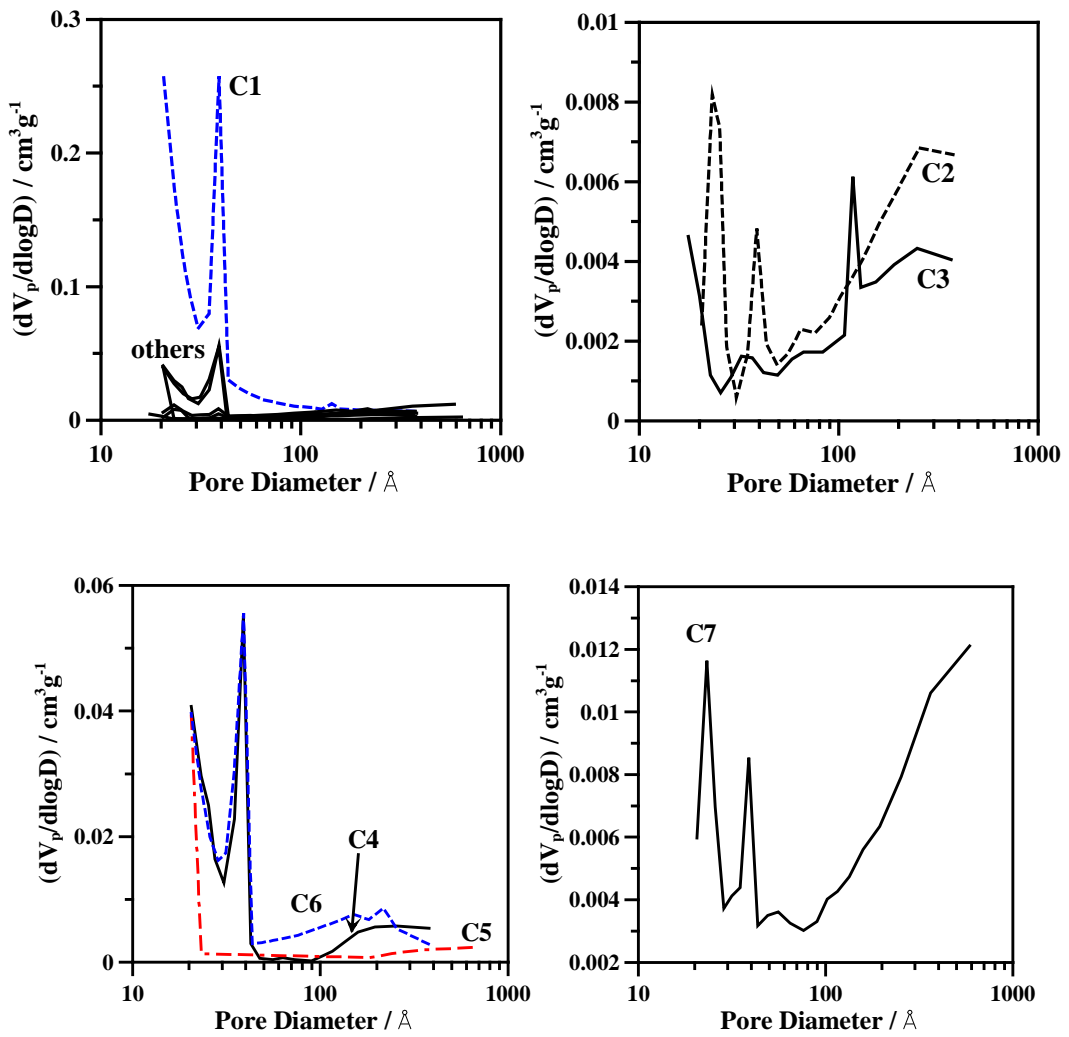 0.3
0.2
0.1
0
10
100
1000
C1
others
(dVp/dlogD) / cm³g⁻¹
Pore Diameter / Å
0.01
0.008
0.006
0.004
0.002
0
10
100
1000
C2
C3
(dVp/dlogD) / cm³g⁻¹
Pore Diameter / Å
0.06
0.04
0.02
0
10
100
1000
C4
C6
C5
(dVp/dlogD) / cm³g⁻¹
Pore Diameter / Å
0.014
0.012
0.01
0.008
0.006
0.004
0.002
10
100
1000
C7
(dVp/dlogD) / cm³g⁻¹
Pore Diameter / Å